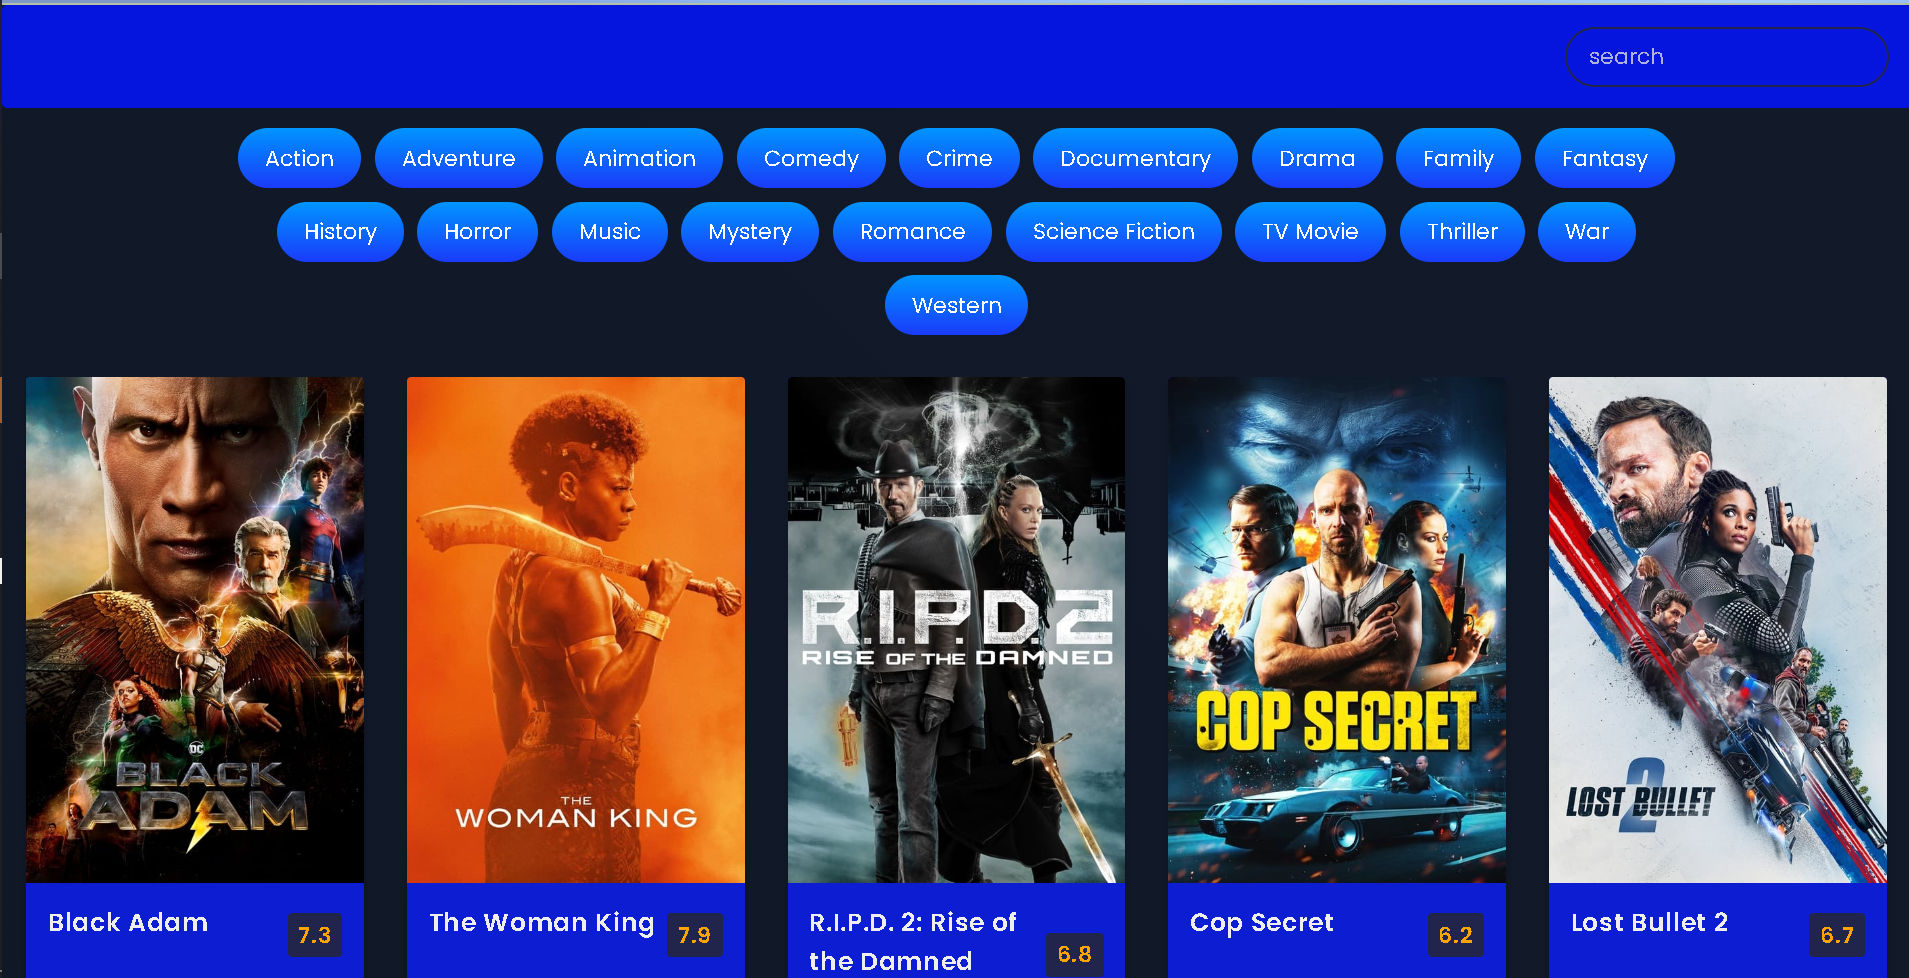 search
Action Adventure Animation Comedy Crime Documentary Drama Family Fantasy
History Horror Music Mystery Romance Science Fiction TV Movie Thriller War
Western
DC
BLACK
ADAM
THE
WOMAN KING
R.I.P.D.2
RISE OF THE DAMNED
COP SECRET
LOST BULLET
2
Black Adam
7.3
The Woman King
7.9
R.I.P.D. 2: Rise of
the Damned
6.8
Cop Secret
6.2
Lost Bullet 2
6.7